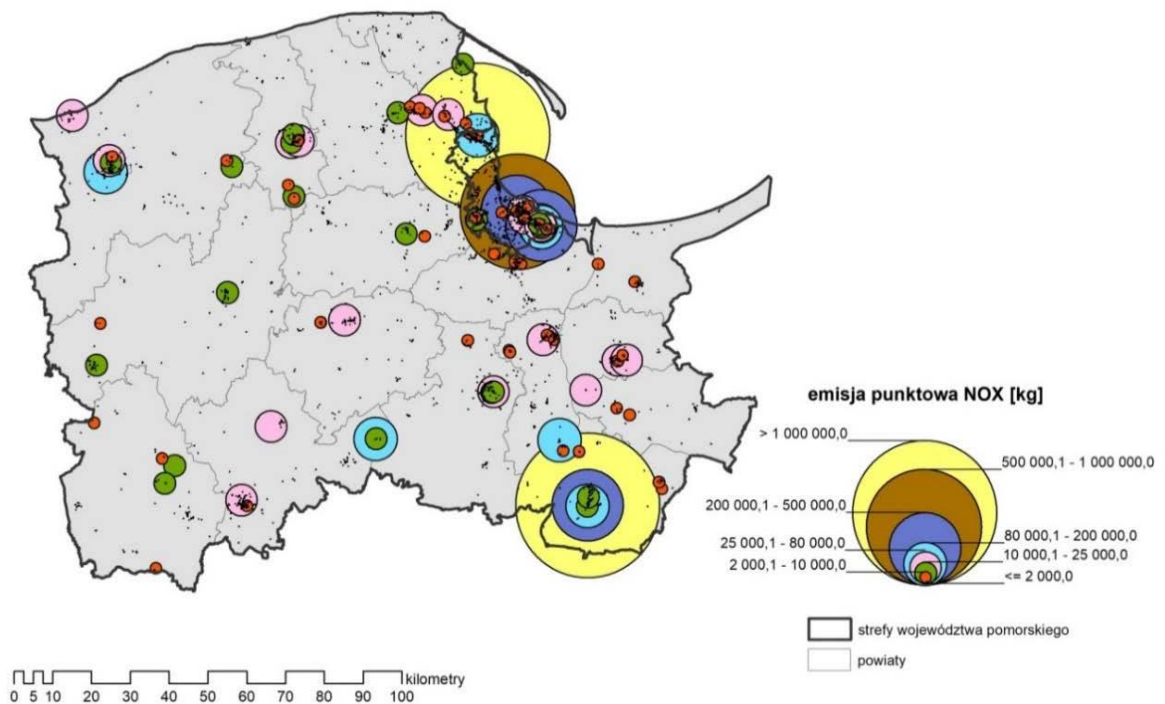 emisja punktowa NOX [kg]
> 1 000 000,0
500 000,1 - 1 000 000,0
200 000,1 - 500 000,0
80 000,1 - 200 000,0
25 000,1 - 80 000,0
10 000,1 - 25 000,0
2 000,1 - 10 000,0
<= 2 000,0
strefy województwa pomorskiego
powiaty
kilometry
0 5 10 20 30 40 50 60 70 80 90 100